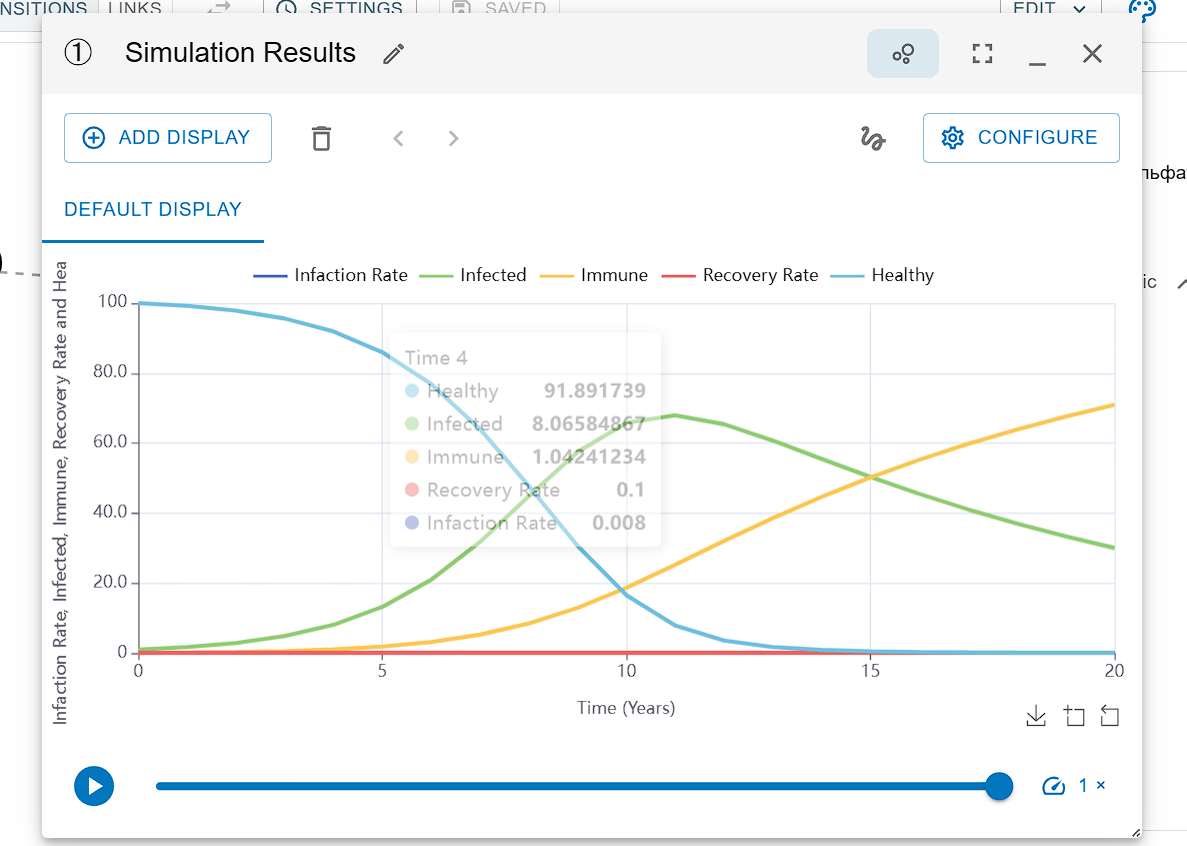 NSITIONS LINKS SETTINGS SAVED EDIT
1 Simulation Results
ADD DISPLAY CONFIGURE
льфа
DEFAULT DISPLAY
Infaction Rate Infected Immune Recovery Rate Healthy
ic
Infaction Rate, Infected, Immune, Recovery Rate and Hea
100
80.0
60.0
40.0
20.0
0
Time 4
Healthy 91.891739
Infected 8.06584867
Immune 1.04241234
Recovery Rate 0.1
Infaction Rate 0.008
0 5 10 15 20
Time (Years)
1 ×